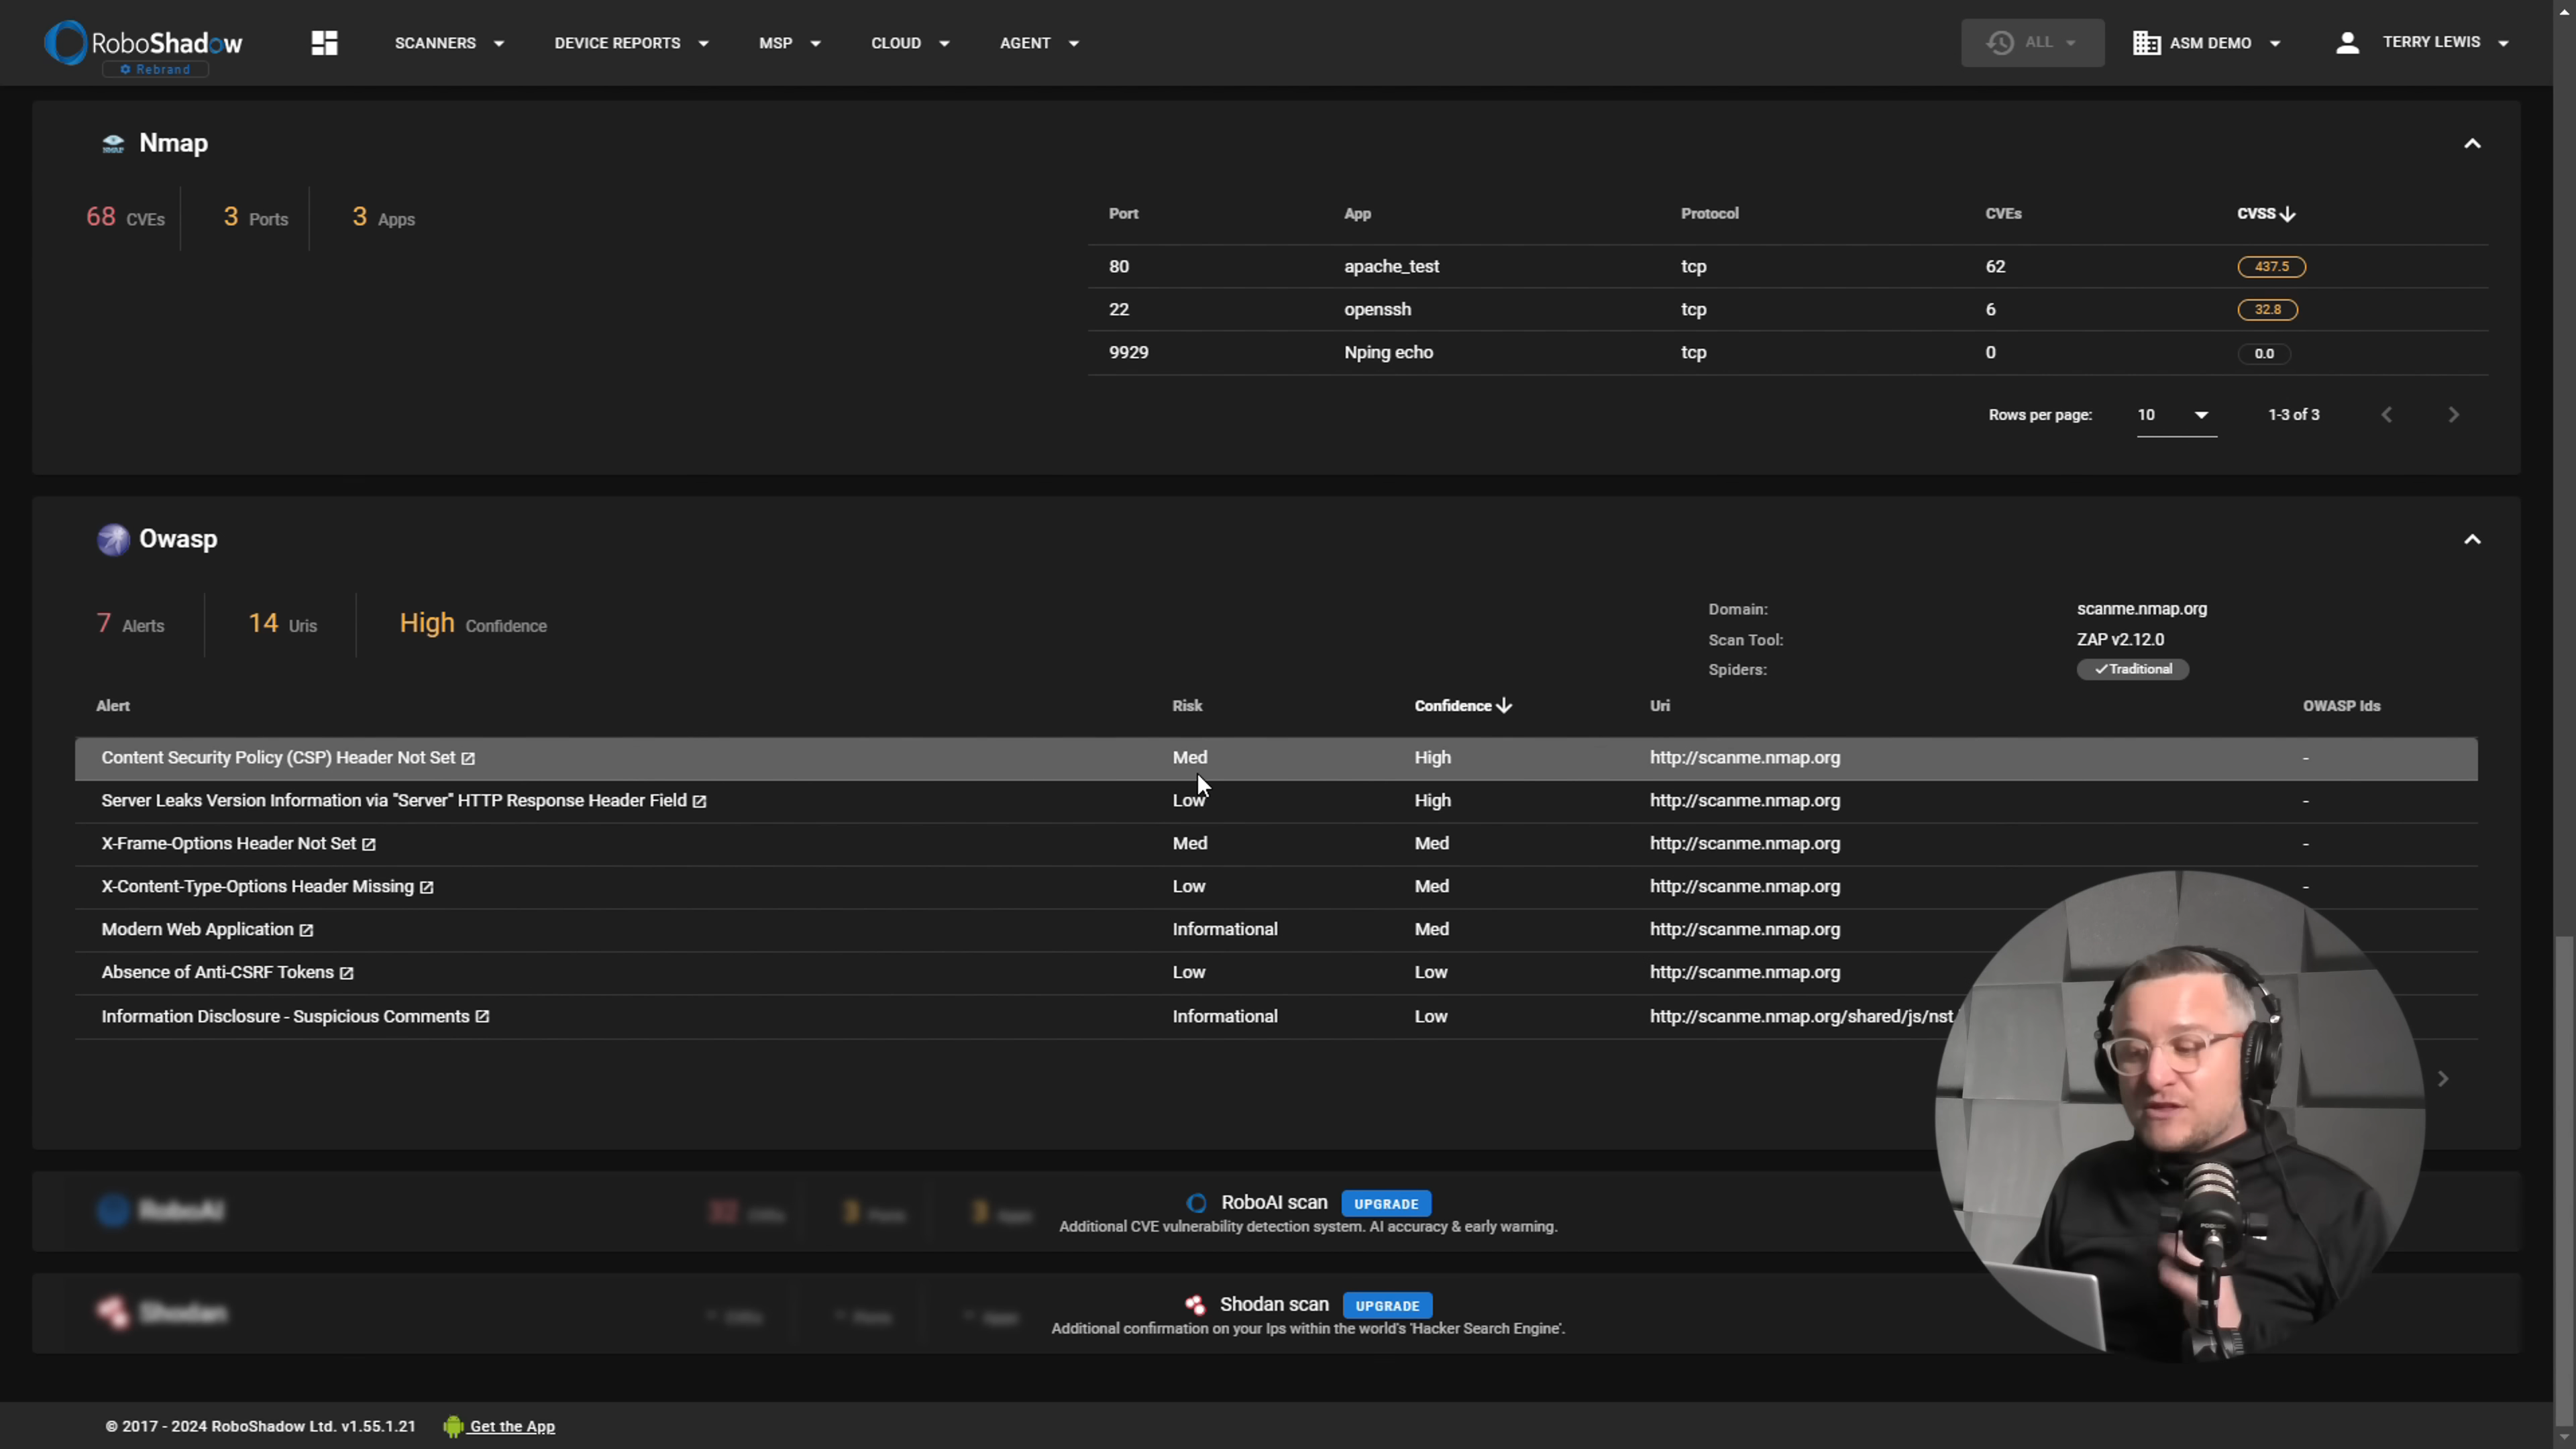 RoboShadow
Rebrand
SCANNERS
DEVICE REPORTS
MSP
CLOUD
AGENT
ALL
ASM DEMO
TERRY LEWIS
Nmap
68 CVEs
3 Ports
3 Apps
Port App Protocol CVEs CVSS
80 apache_test tcp 62 437.5
22 openssh tcp 6 32.8
9929 Nping echo tcp 0 0.0
Rows per page: 10 1-3 of 3
Owasp
7 Alerts
14 Uris
High Confidence
Domain: scanme.nmap.org
Scan Tool: ZAP v2.12.0
Spiders: Traditional
Alert Risk Confidence Uri OWASP Ids
Content Security Policy (CSP) Header Not Set Med High http://scanme.nmap.org -
Server Leaks Version Information via "Server" HTTP Response Header Field Low High http://scanme.nmap.org -
X-Frame-Options Header Not Set Med Med http://scanme.nmap.org -
X-Content-Type-Options Header Missing Low Med http://scanme.nmap.org -
Modern Web Application Informational Med http://scanme.nmap.org
Absence of Anti-CSRF Tokens Low Low http://scanme.nmap.org
Information Disclosure - Suspicious Comments Informational Low http://scanme.nmap.org/shared/js/nst
RoboAI
32
3
3
RoboAI scan UPGRADE
Additional CVE vulnerability detection system. AI accuracy & early warning.
Shodan
Shodan scan UPGRADE
Additional confirmation on your Ips within the world's 'Hacker Search Engine'.
© 2017 - 2024 RoboShadow Ltd. v1.55.1.21 Get the App